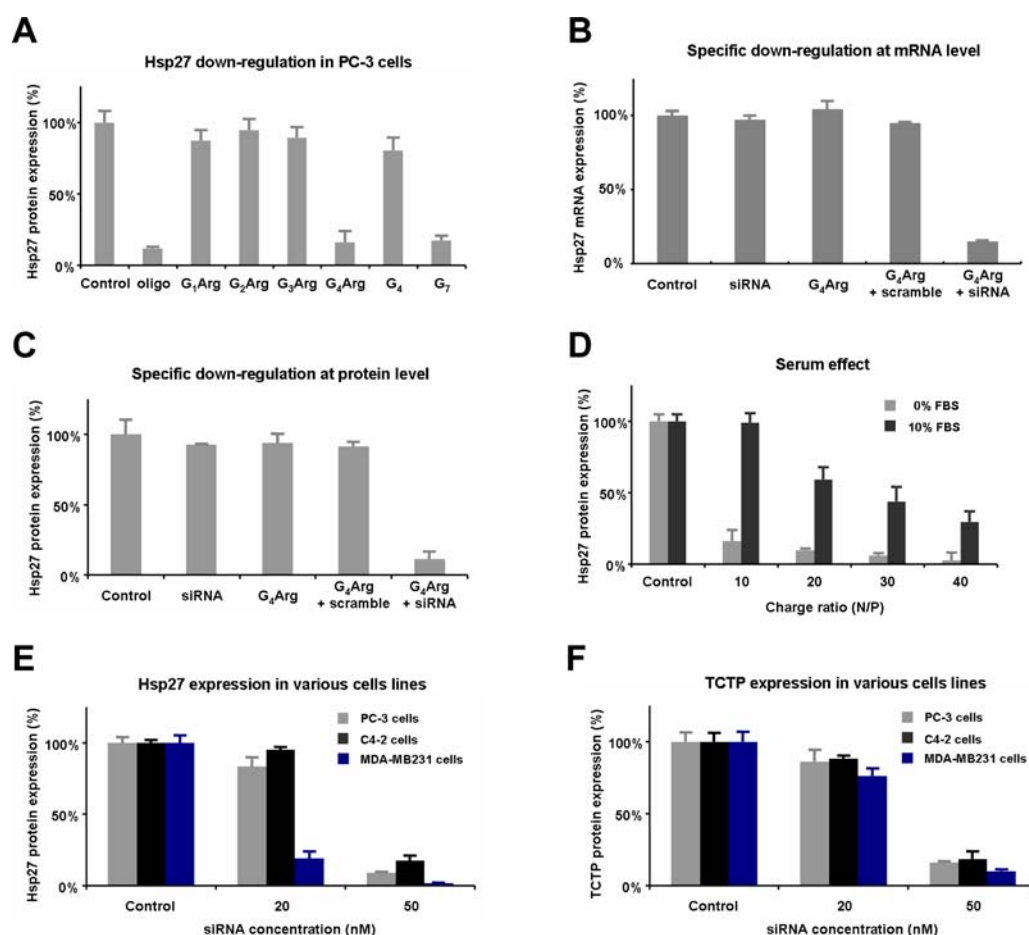 A
Hsp27 down-regulation in PC-3 cells
Hsp27 protein expression (%)
100%
50%
0%
Control oligo G₁Arg G₂Arg G₃Arg G₄Arg G₄ G₇
B
Specific down-regulation at mRNA level
Hsp27 mRNA expression (%)
100%
50%
0%
Control siRNA G₄Arg G₄Arg + scramble G₄Arg + siRNA
C
Specific down-regulation at protein level
Hsp27 protein expression (%)
100%
50%
0%
Control siRNA G₄Arg G₄Arg + scramble G₄Arg + siRNA
D
Serum effect
Hsp27 protein expression (%)
0% FBS
10% FBS
100%
50%
0%
Control 10 20 30 40
Charge ratio (N/P)
E
Hsp27 expression in various cells lines
Hsp27 protein expression (%)
PC-3 cells
C4-2 cells
MDA-MB231 cells
100%
50%
0%
Control 20 50
siRNA concentration (nM)
F
TCTP expression in various cells lines
TCTP protein expression (%)
PC-3 cells
C4-2 cells
MDA-MB231 cells
100%
50%
0%
Control 20 50
siRNA concentration (nM)